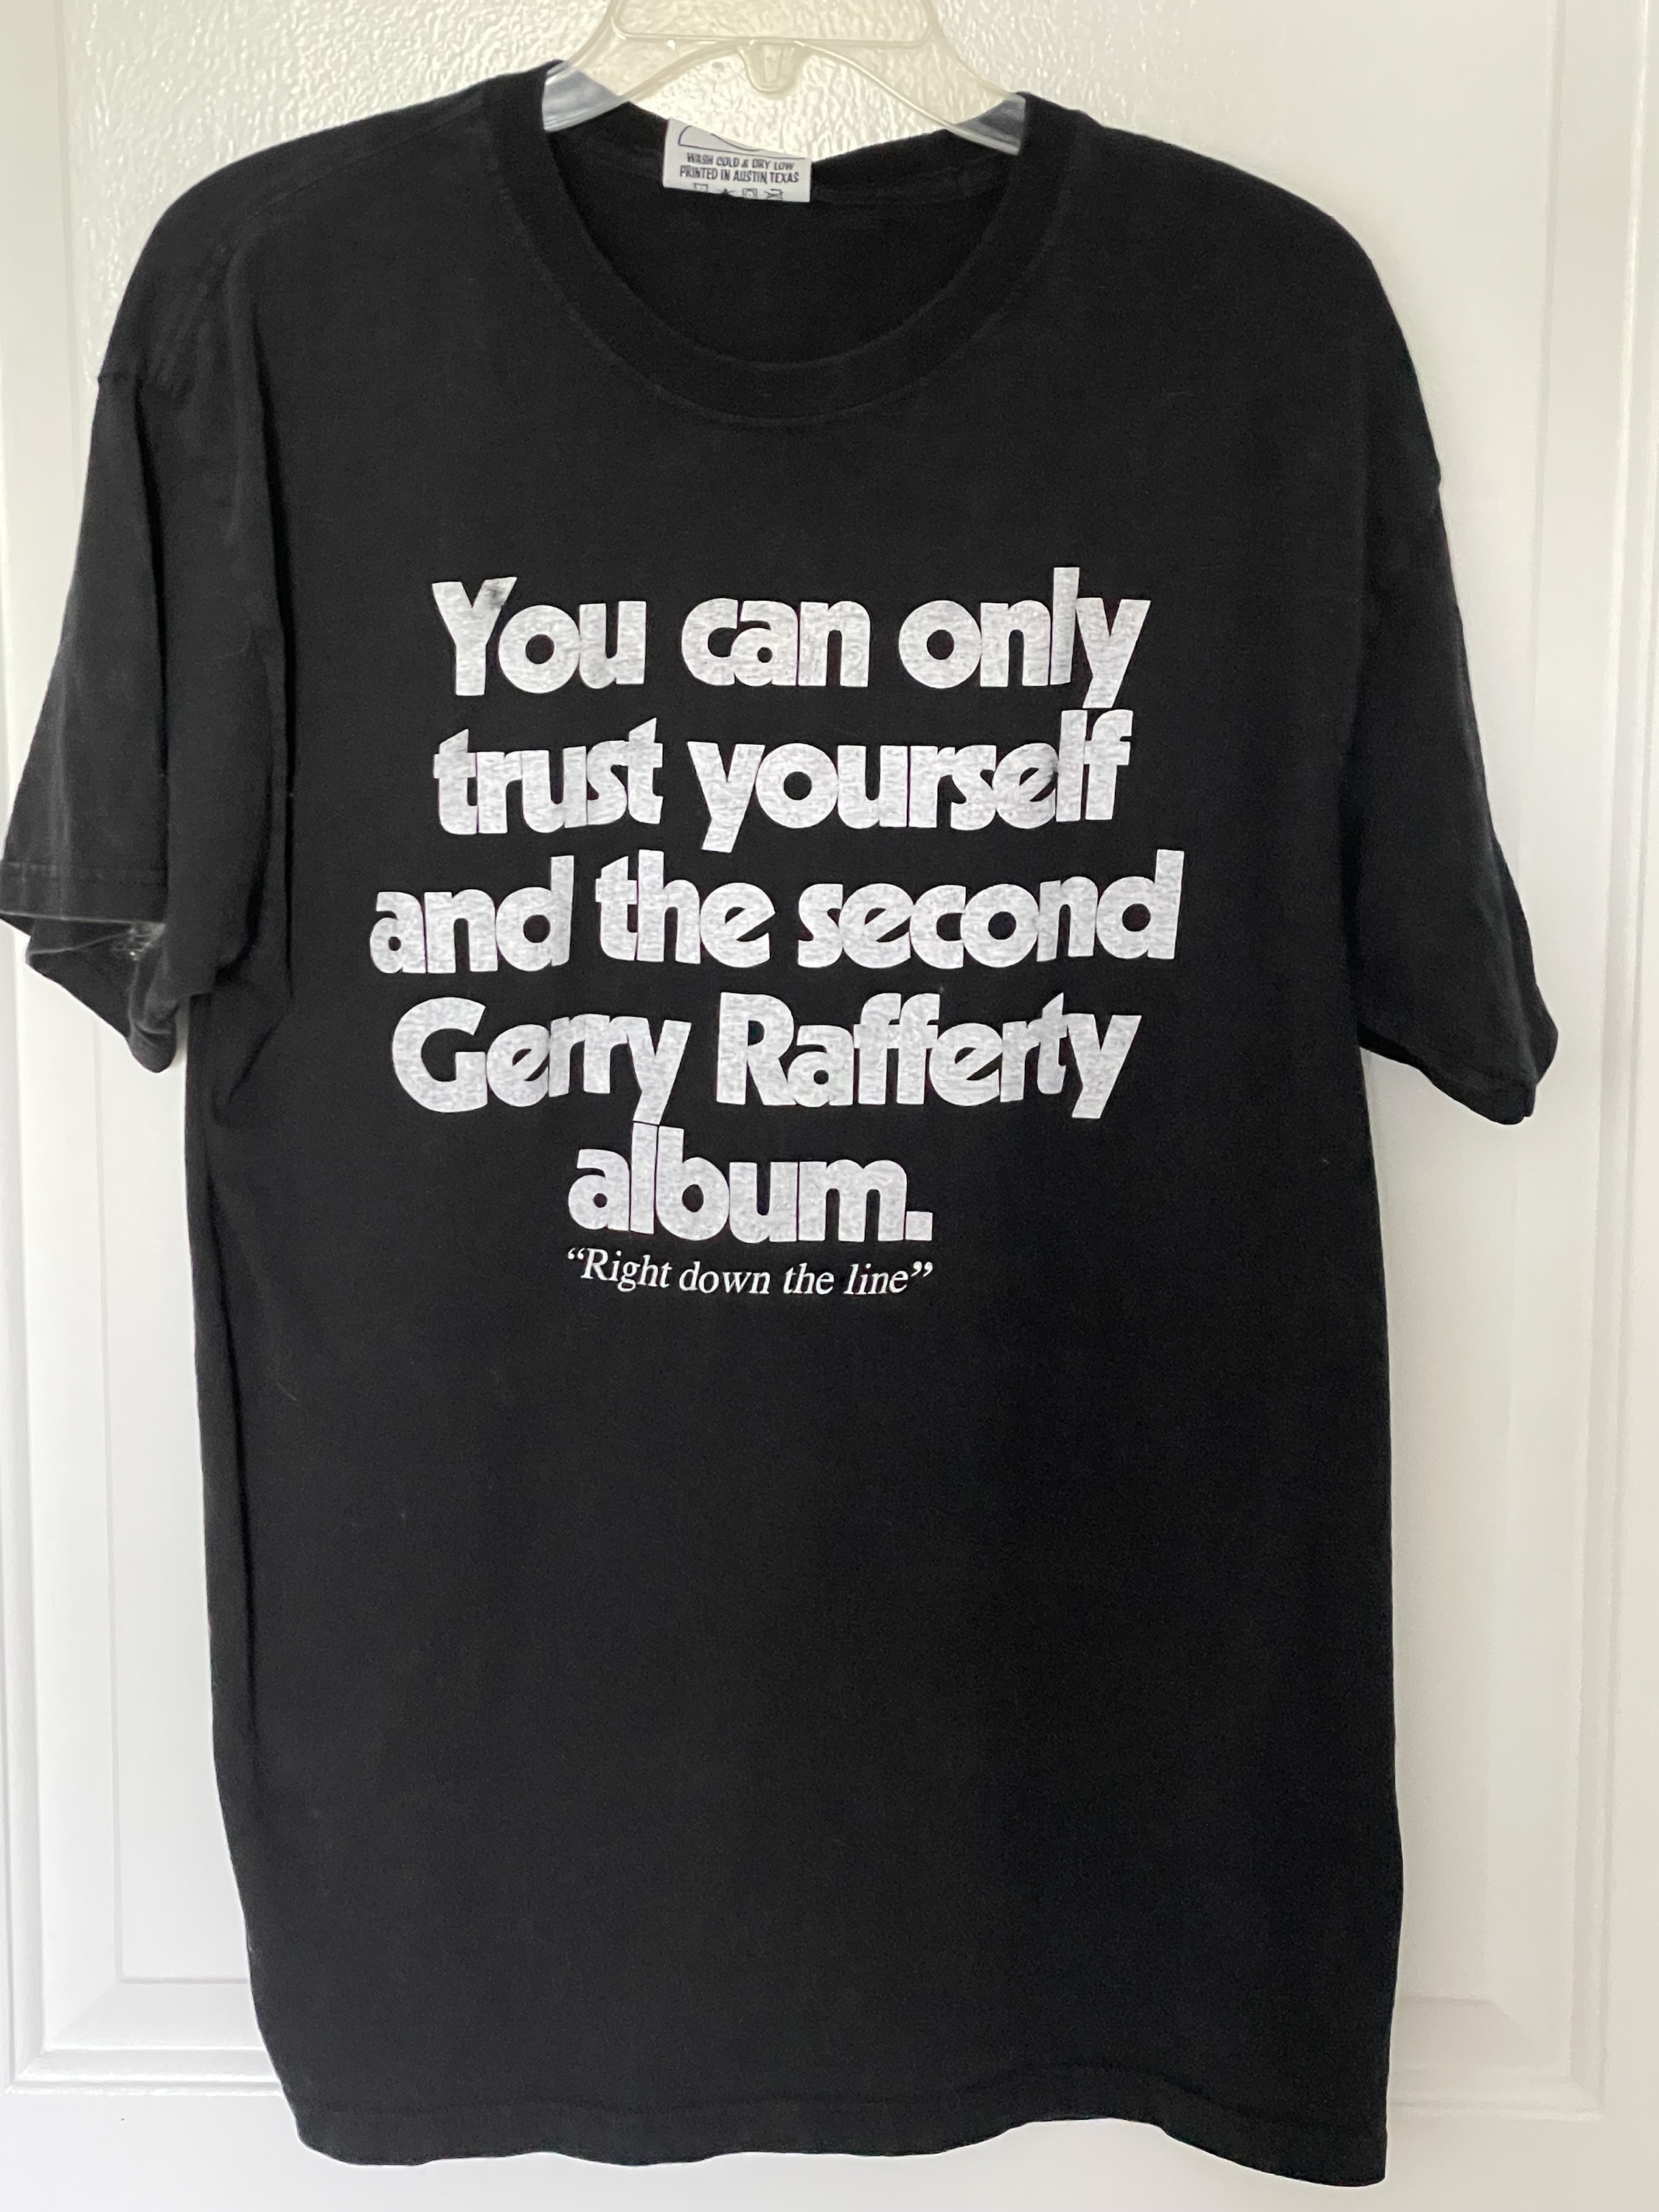 WASH COLD & DRY LOW
PRINTED IN AUSTIN, TEXAS
You can only
trust yourself
and the second
Gerry Rafferty
album.
“Right down the line”